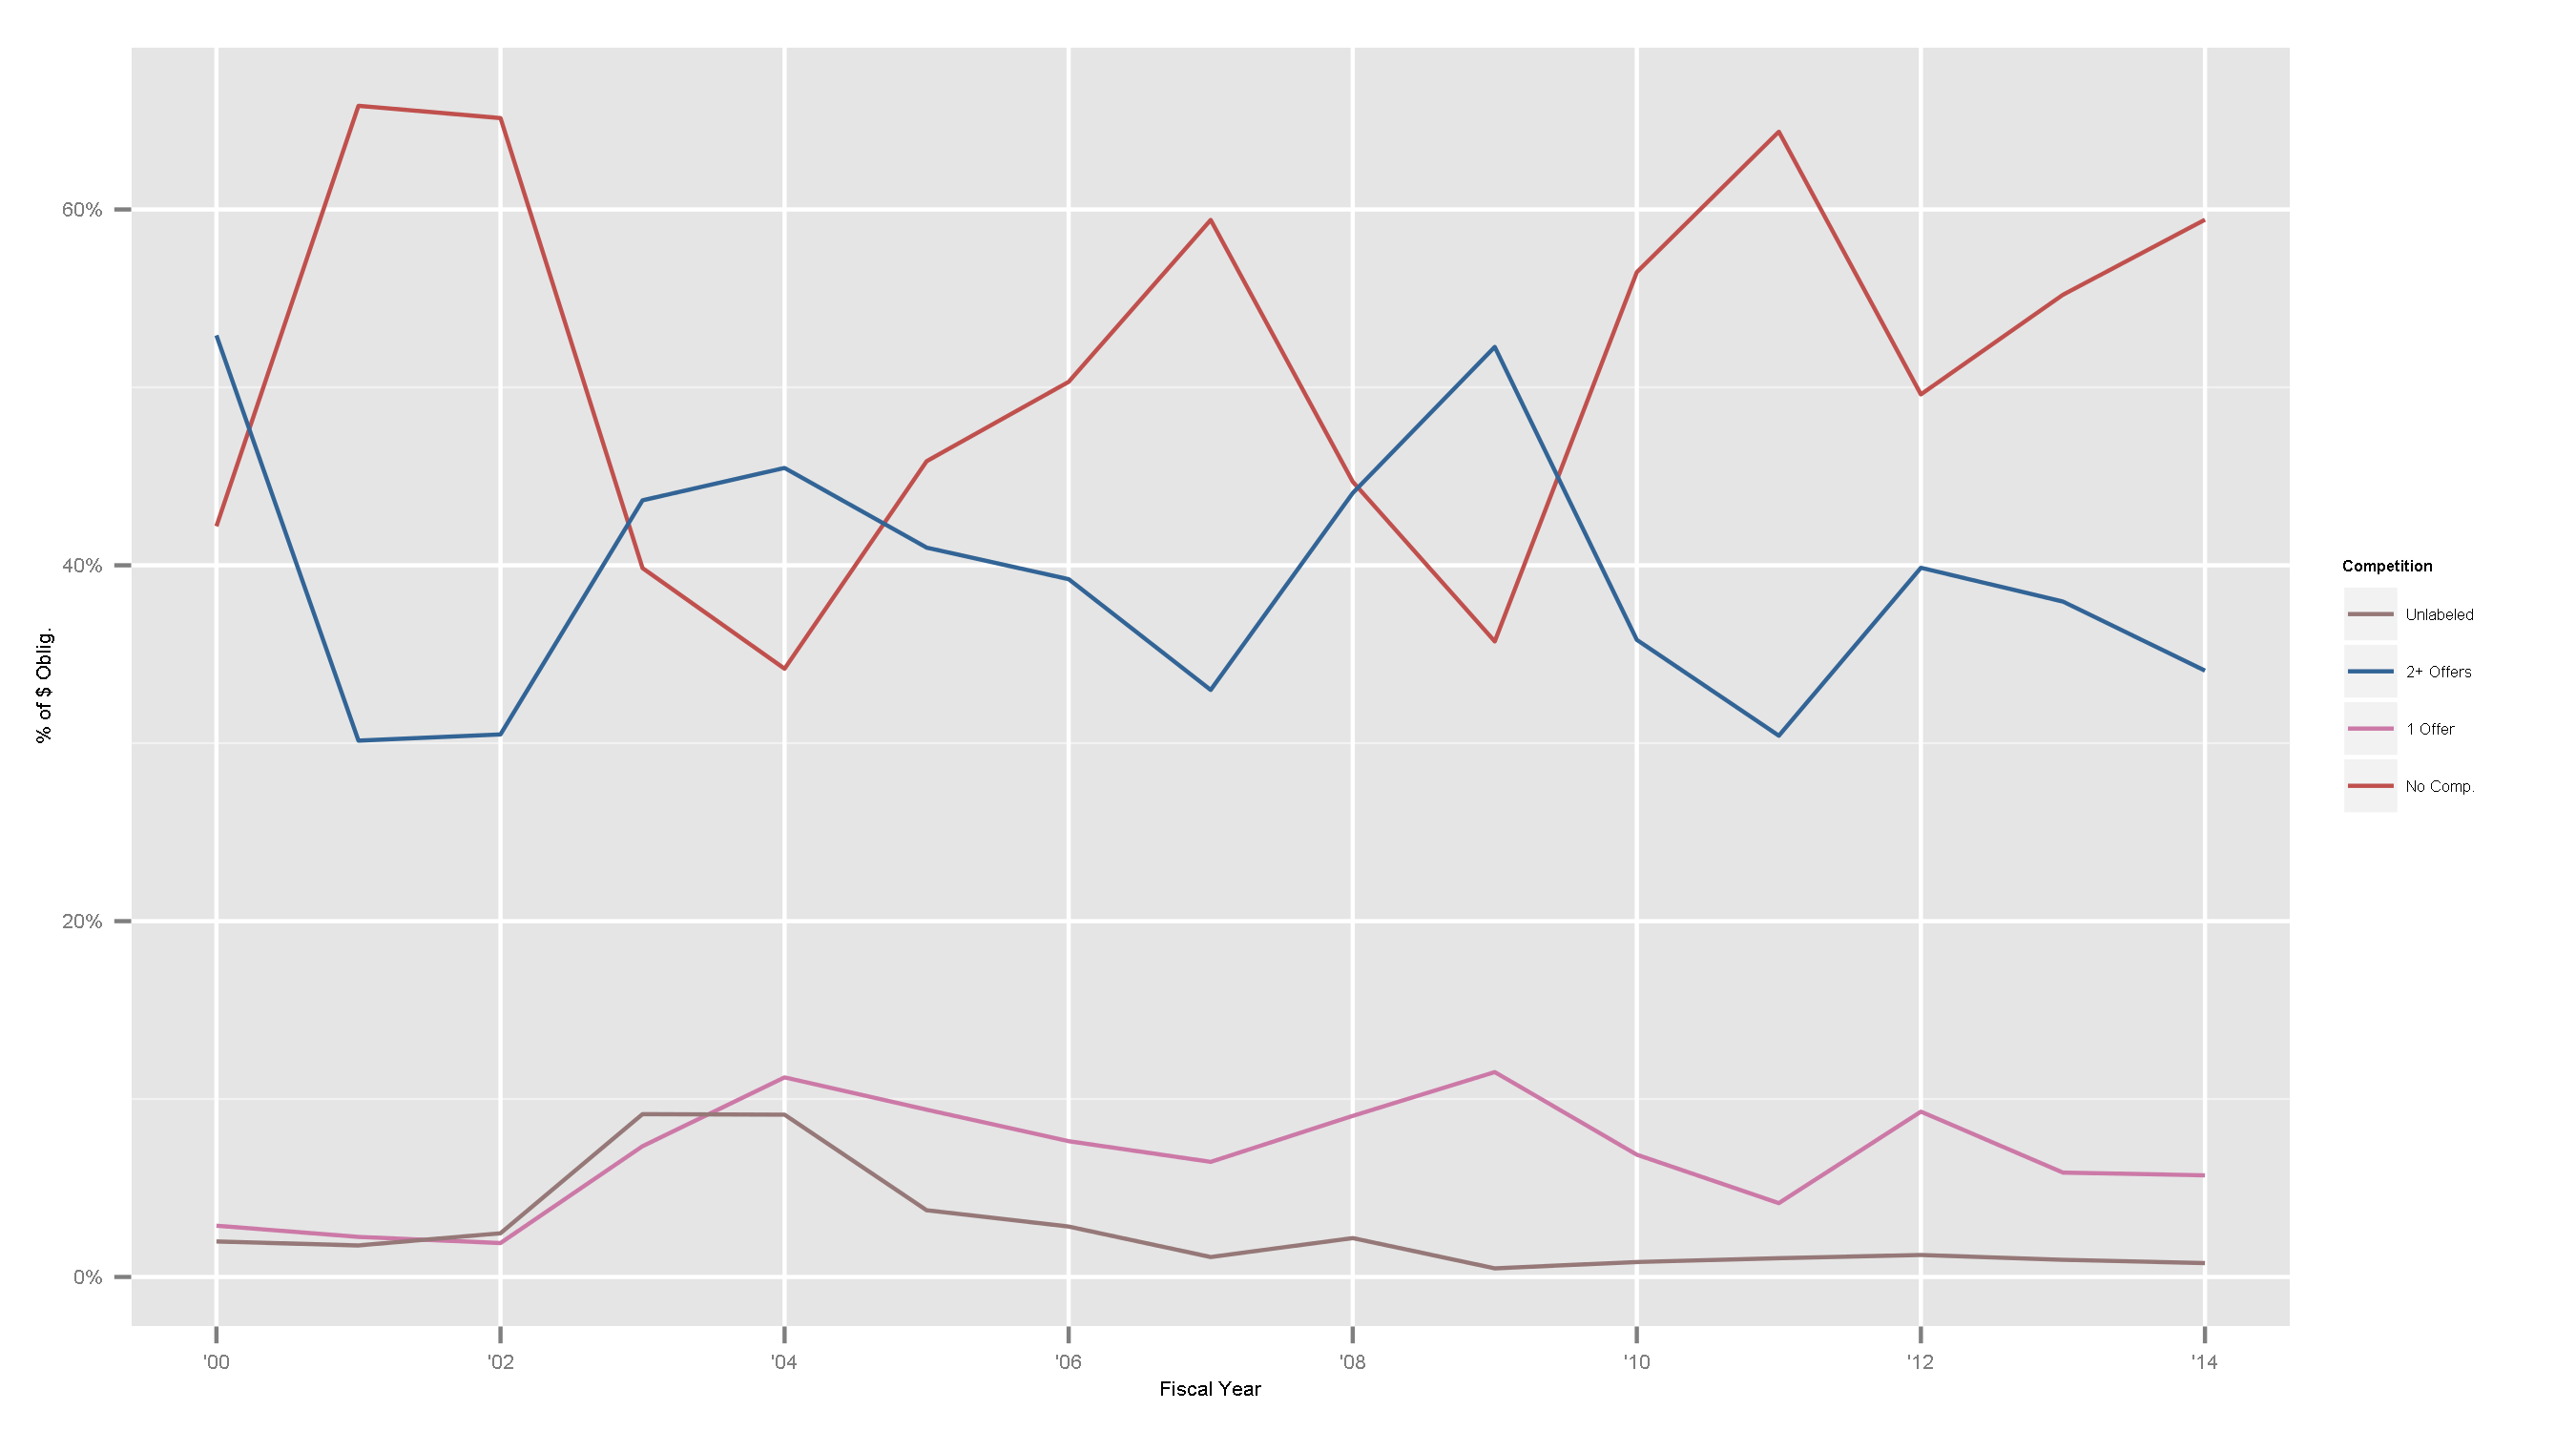 60%
40%
20%
0%
% of $ Oblig.
'00 '02 '04 '06 '08 '10 '12 '14
Fiscal Year
Competition
Unlabeled
2+ Offers
1 Offer
No Comp.